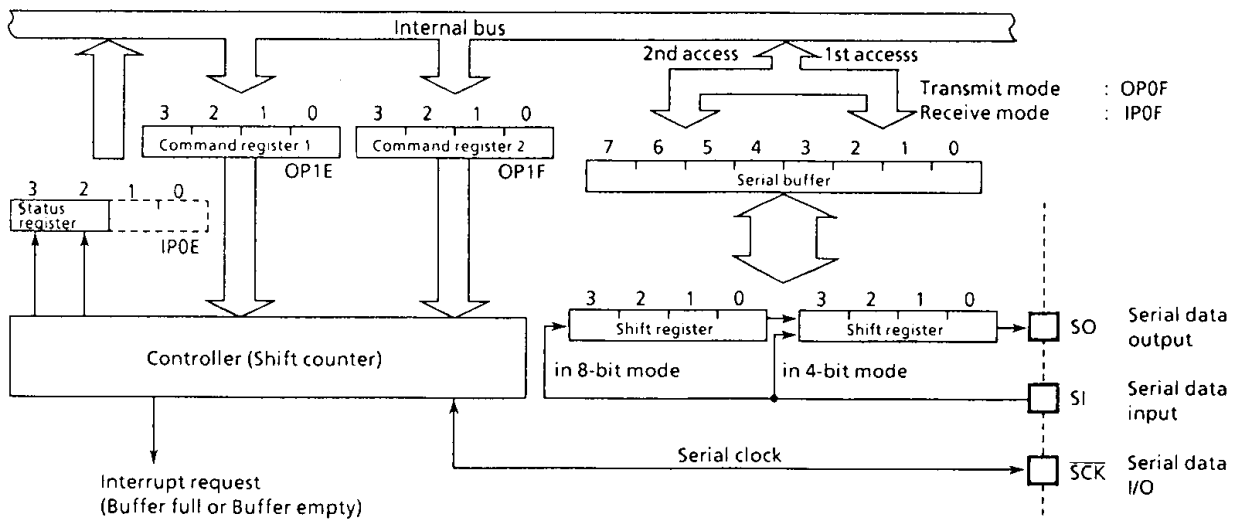 Internal bus
2nd access 1st accesss
Transmit mode : OP0F
Receive mode : IP0F
3 2 1 0
Command register 1
OP1E
3 2 1 0
Command register 2
OP1F
7 6 5 4 3 2 1 0
Serial buffer
3 2 1 0
Status
register
IP0E
3 2 1 0
Shift register
3 2 1 0
Shift register
SO Serial data
output
Controller (Shift counter)
in 8-bit mode
in 4-bit mode
SI Serial data
input
Serial clock
SCK Serial data
I/O
Interrupt request
(Buffer full or Buffer empty)